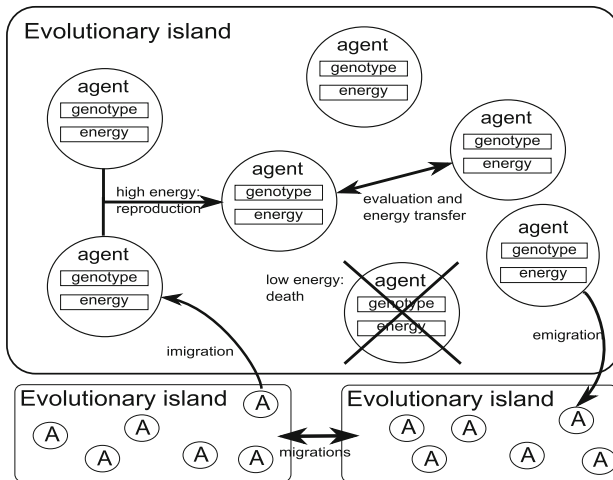 Evolutionary island
agent
genotype
energy
agent
genotype
energy
agent
genotype
energy
agent
genotype
energy
high energy:
reproduction
evaluation and
energy transfer
agent
genotype
energy
agent
genotype
energy
low energy:
death
agent
genotype
energy
imigration
emigration
Evolutionary island
A
A
A
A
A
A
migrations
Evolutionary island
A
A
A
A
A
A